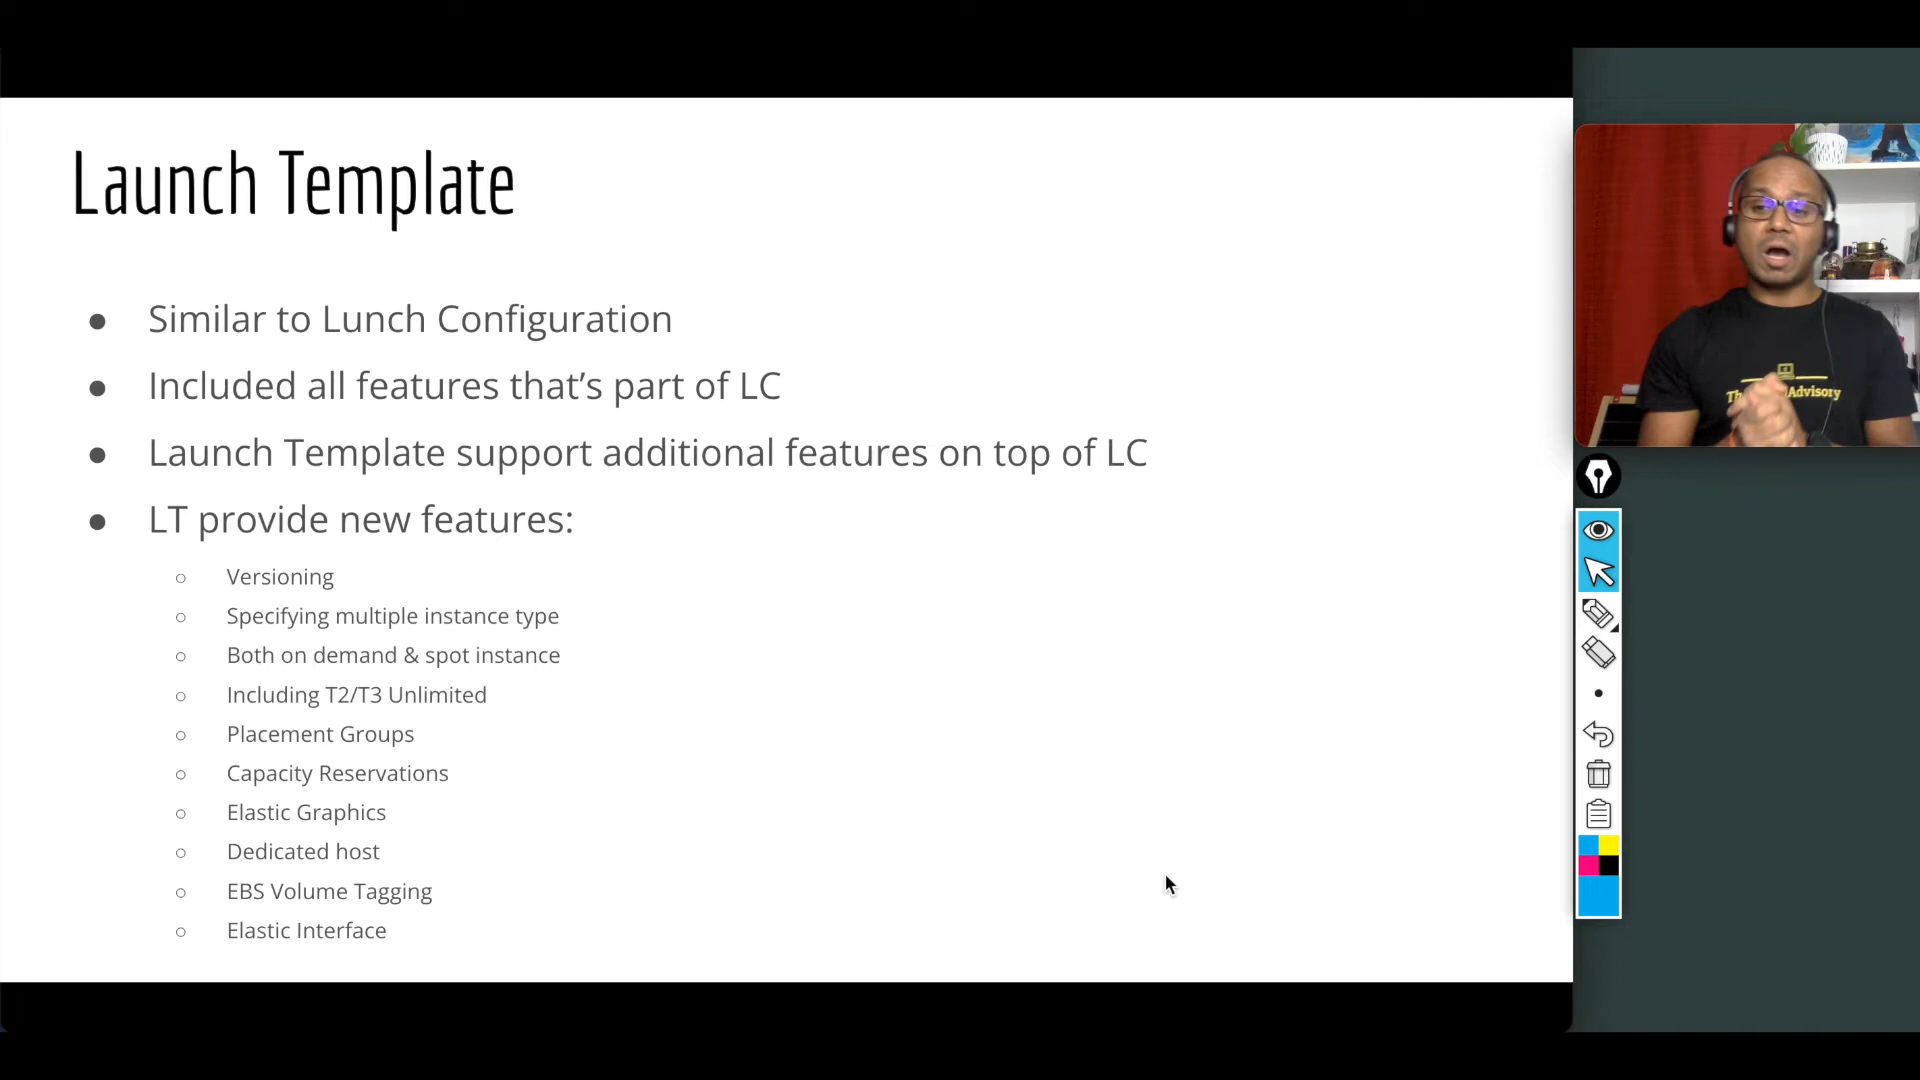 Launch Template
● Similar to Lunch Configuration
● Included all features that’s part of LC
● Launch Template support additional features on top of LC
● LT provide new features:
○ Versioning
○ Specifying multiple instance type
○ Both on demand & spot instance
○ Including T2/T3 Unlimited
○ Placement Groups
○ Capacity Reservations
○ Elastic Graphics
○ Dedicated host
○ EBS Volume Tagging
○ Elastic Interface
Advisory